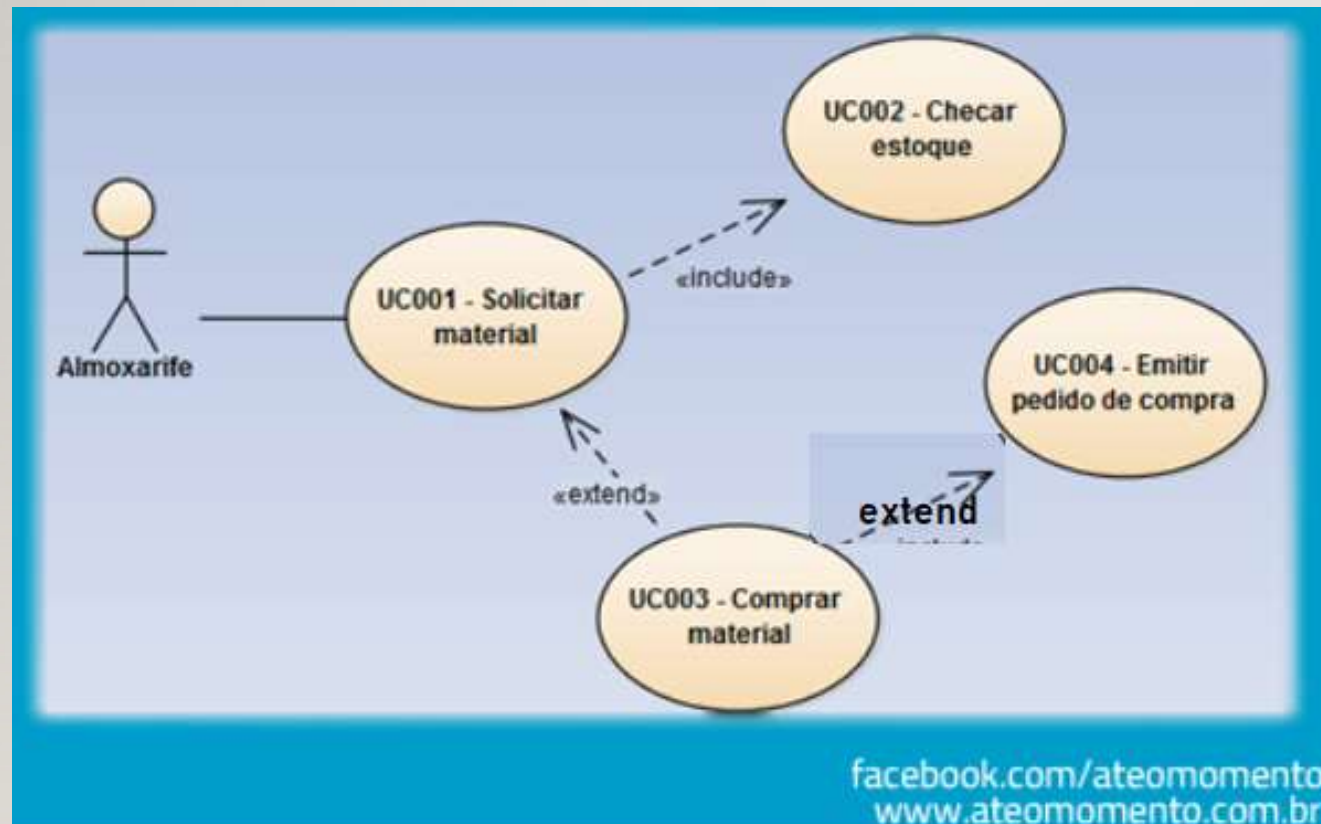 UC002 - Checar
estoque
«include»
UC001 - Solicitar
material
Almoxarife
UC004 - Emitir
pedido de compra
«extend»
extend
UC003 - Comprar
material
facebook.com/ateomomento
www.ateomomento.com.br